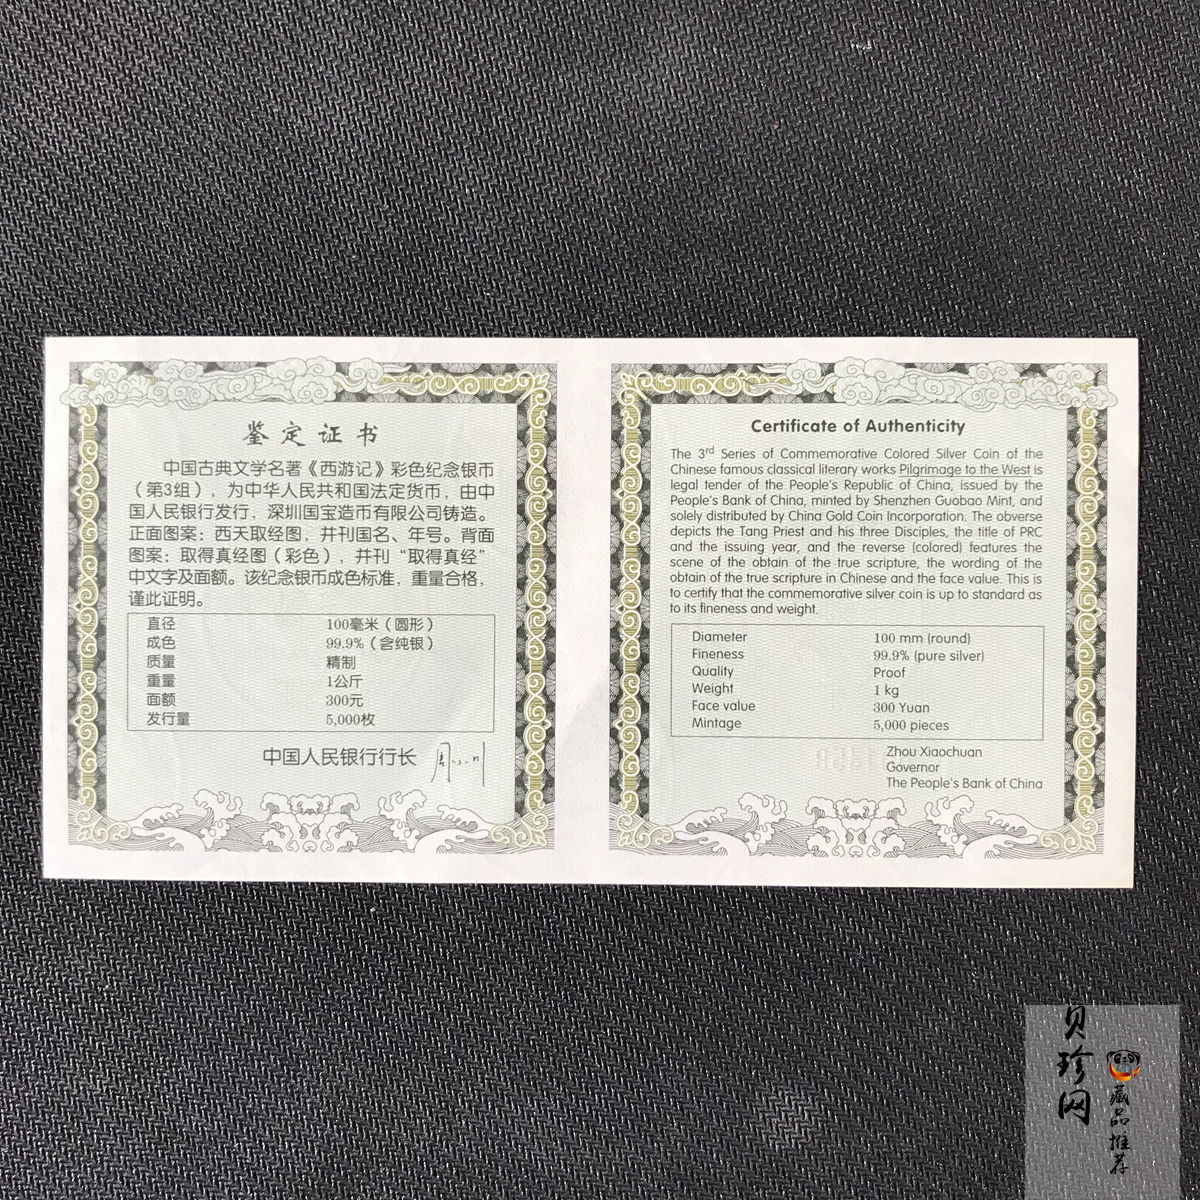 鉴定证书
中国古典文学名著《西游记》彩色纪念银币
（第3组），为中华人民共和国法定货币，由中
国人民银行发行，深圳国宝造币有限公司铸造。
正面图案：西天取经图，并刊国名、年号。背面
图案：取得真经图（彩色），并刊“取得真经”
中文字及面额。该纪念银币成色标准，重量合格，
谨此证明。
直径 100毫米（圆形）
成色 99.9%（含纯银）
质量 精制
重量 1公斤
面额 300元
发行量 5,000枚
中国人民银行行长 周小川
Certificate of Authenticity
The 3rd Series of Commemorative Colored Silver Coin of the
Chinese famous classical literary works Pilgrimage to the West is
legal tender of the People's Republic of China, issued by the
People's Bank of China, minted by Shenzhen Guobao Mint, and
solely distributed by China Gold Coin Incorporation. The obverse
depicts the Tang Priest and his three Disciples, the title of PRC
and the issuing year, and the reverse (colored) features the
scene of the obtain of the true scripture, the wording of the
obtain of the true scripture in Chinese and the face value. This is
to certify that the commemorative silver coin is up to standard as
to its fineness and weight.
Diameter 100 mm (round)
Fineness 99.9% (pure silver)
Quality Proof
Weight 1 kg
Face value 300 Yuan
Mintage 5,000 pieces
Zhou Xiaochuan
Governor
The People's Bank of China
贝珍网
藏品推荐